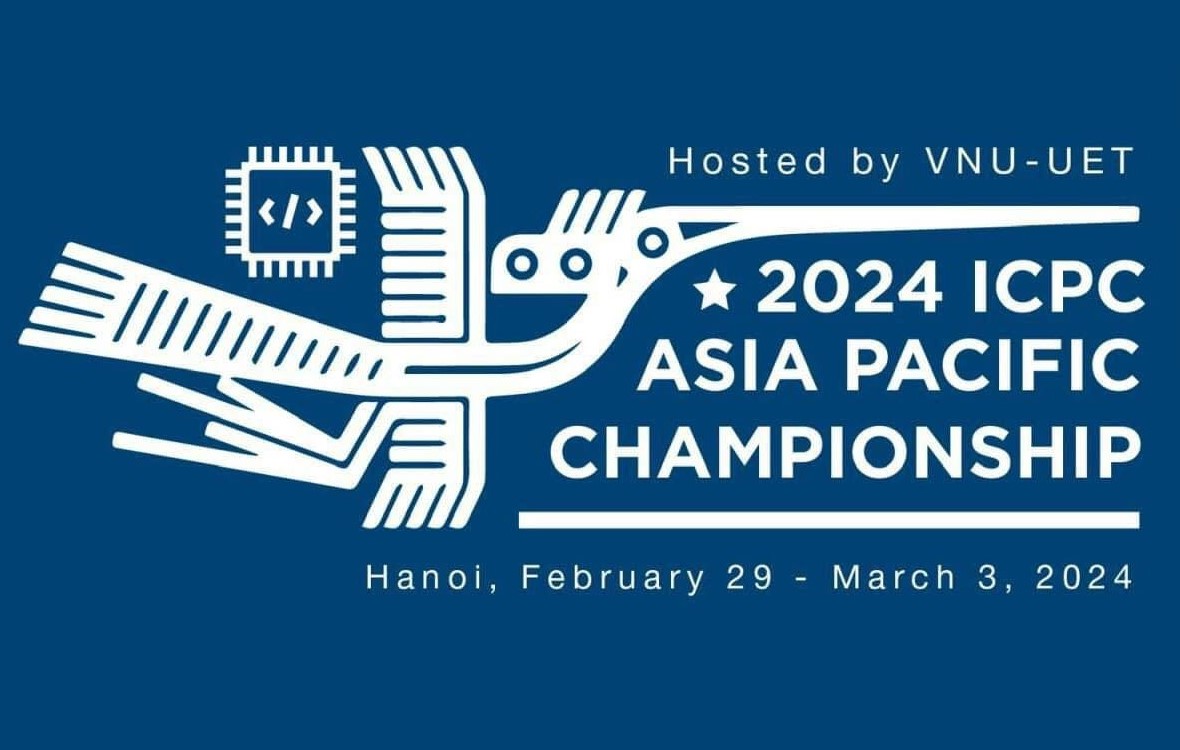 </>
Hosted by VNU-UET
2024 ICPC
ASIA PACIFIC
CHAMPIONSHIP
Hanoi, February 29 - March 3, 2024